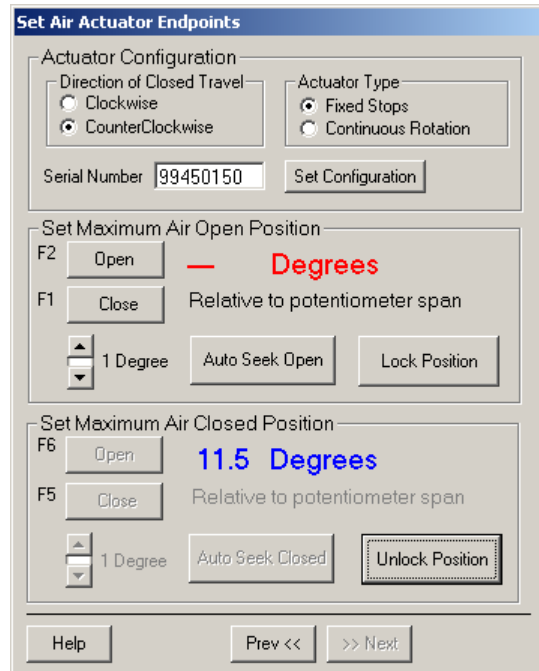 Set Air Actuator Endpoints
Actuator Configuration
Direction of Closed Travel
Clockwise
CounterClockwise
Actuator Type
Fixed Stops
Continuous Rotation
Serial Number 99450150 Set Configuration
Set Maximum Air Open Position
F2 Open — Degrees
F1 Close Relative to potentiometer span
1 Degree Auto Seek Open Lock Position
Set Maximum Air Closed Position
F6 Open 11.5 Degrees
F5 Close Relative to potentiometer span
1 Degree Auto Seek Closed Unlock Position
Help Prev << >> Next